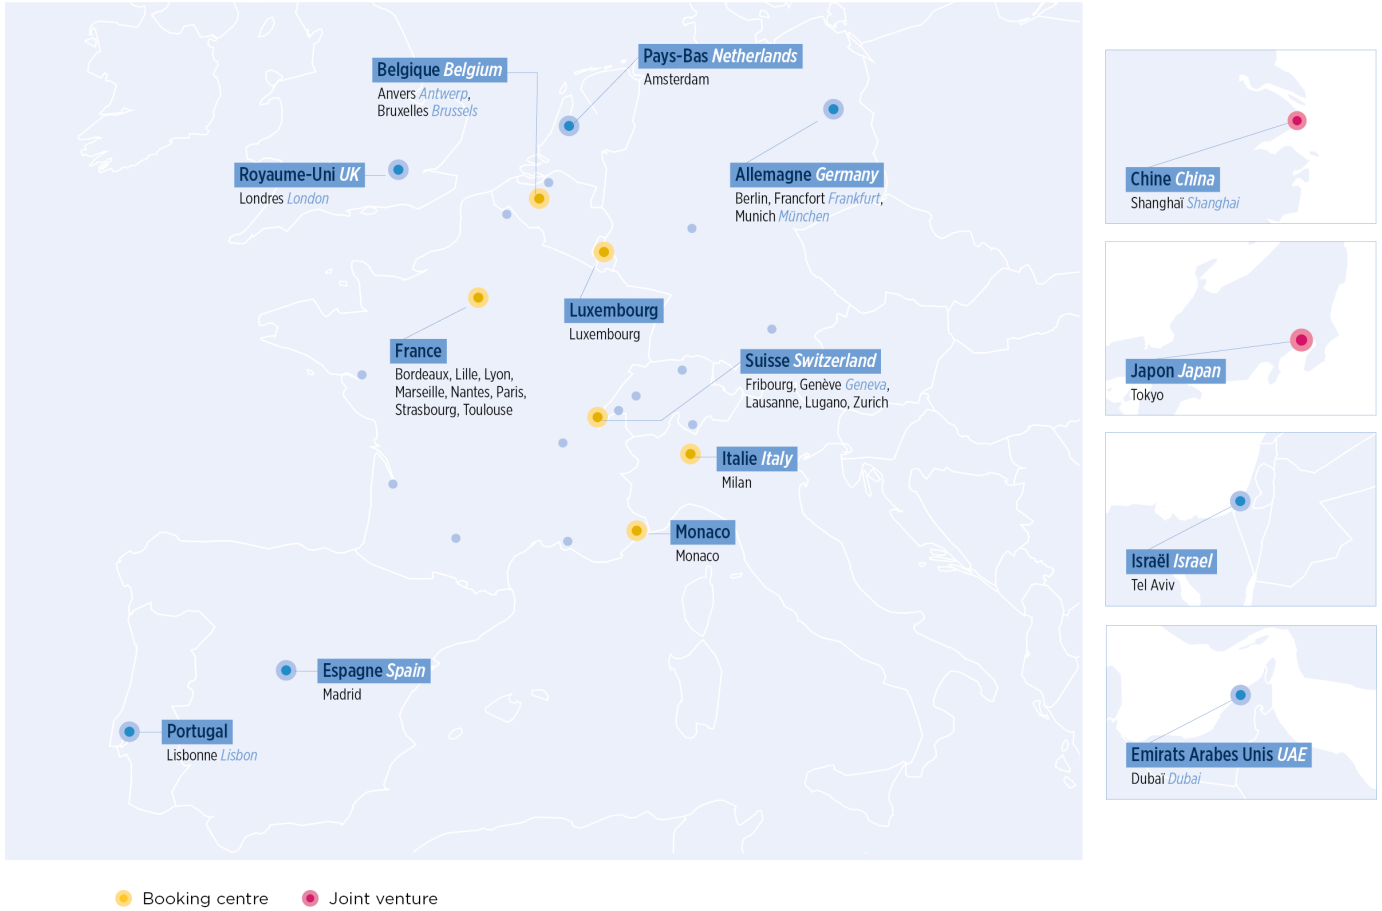 Belgique Belgium
Anvers Antwerp,
Bruxelles Brussels
Pays-Bas Netherlands
Amsterdam
Royaume-Uni UK
Londres London
Allemagne Germany
Berlin, Francfort Frankfurt,
Munich München
Luxembourg
Luxembourg
France
Bordeaux, Lille, Lyon,
Marseille, Nantes, Paris,
Strasbourg, Toulouse
Suisse Switzerland
Fribourg, Genève Geneva,
Lausanne, Lugano, Zurich
Italie Italy
Milan
Monaco
Monaco
Espagne Spain
Madrid
Portugal
Lisbonne Lisbon
Chine China
Shanghaï Shanghai
Japon Japan
Tokyo
Israël Israel
Tel Aviv
Emirats Arabes Unis UAE
Dubaï Dubai
Booking centre
Joint venture